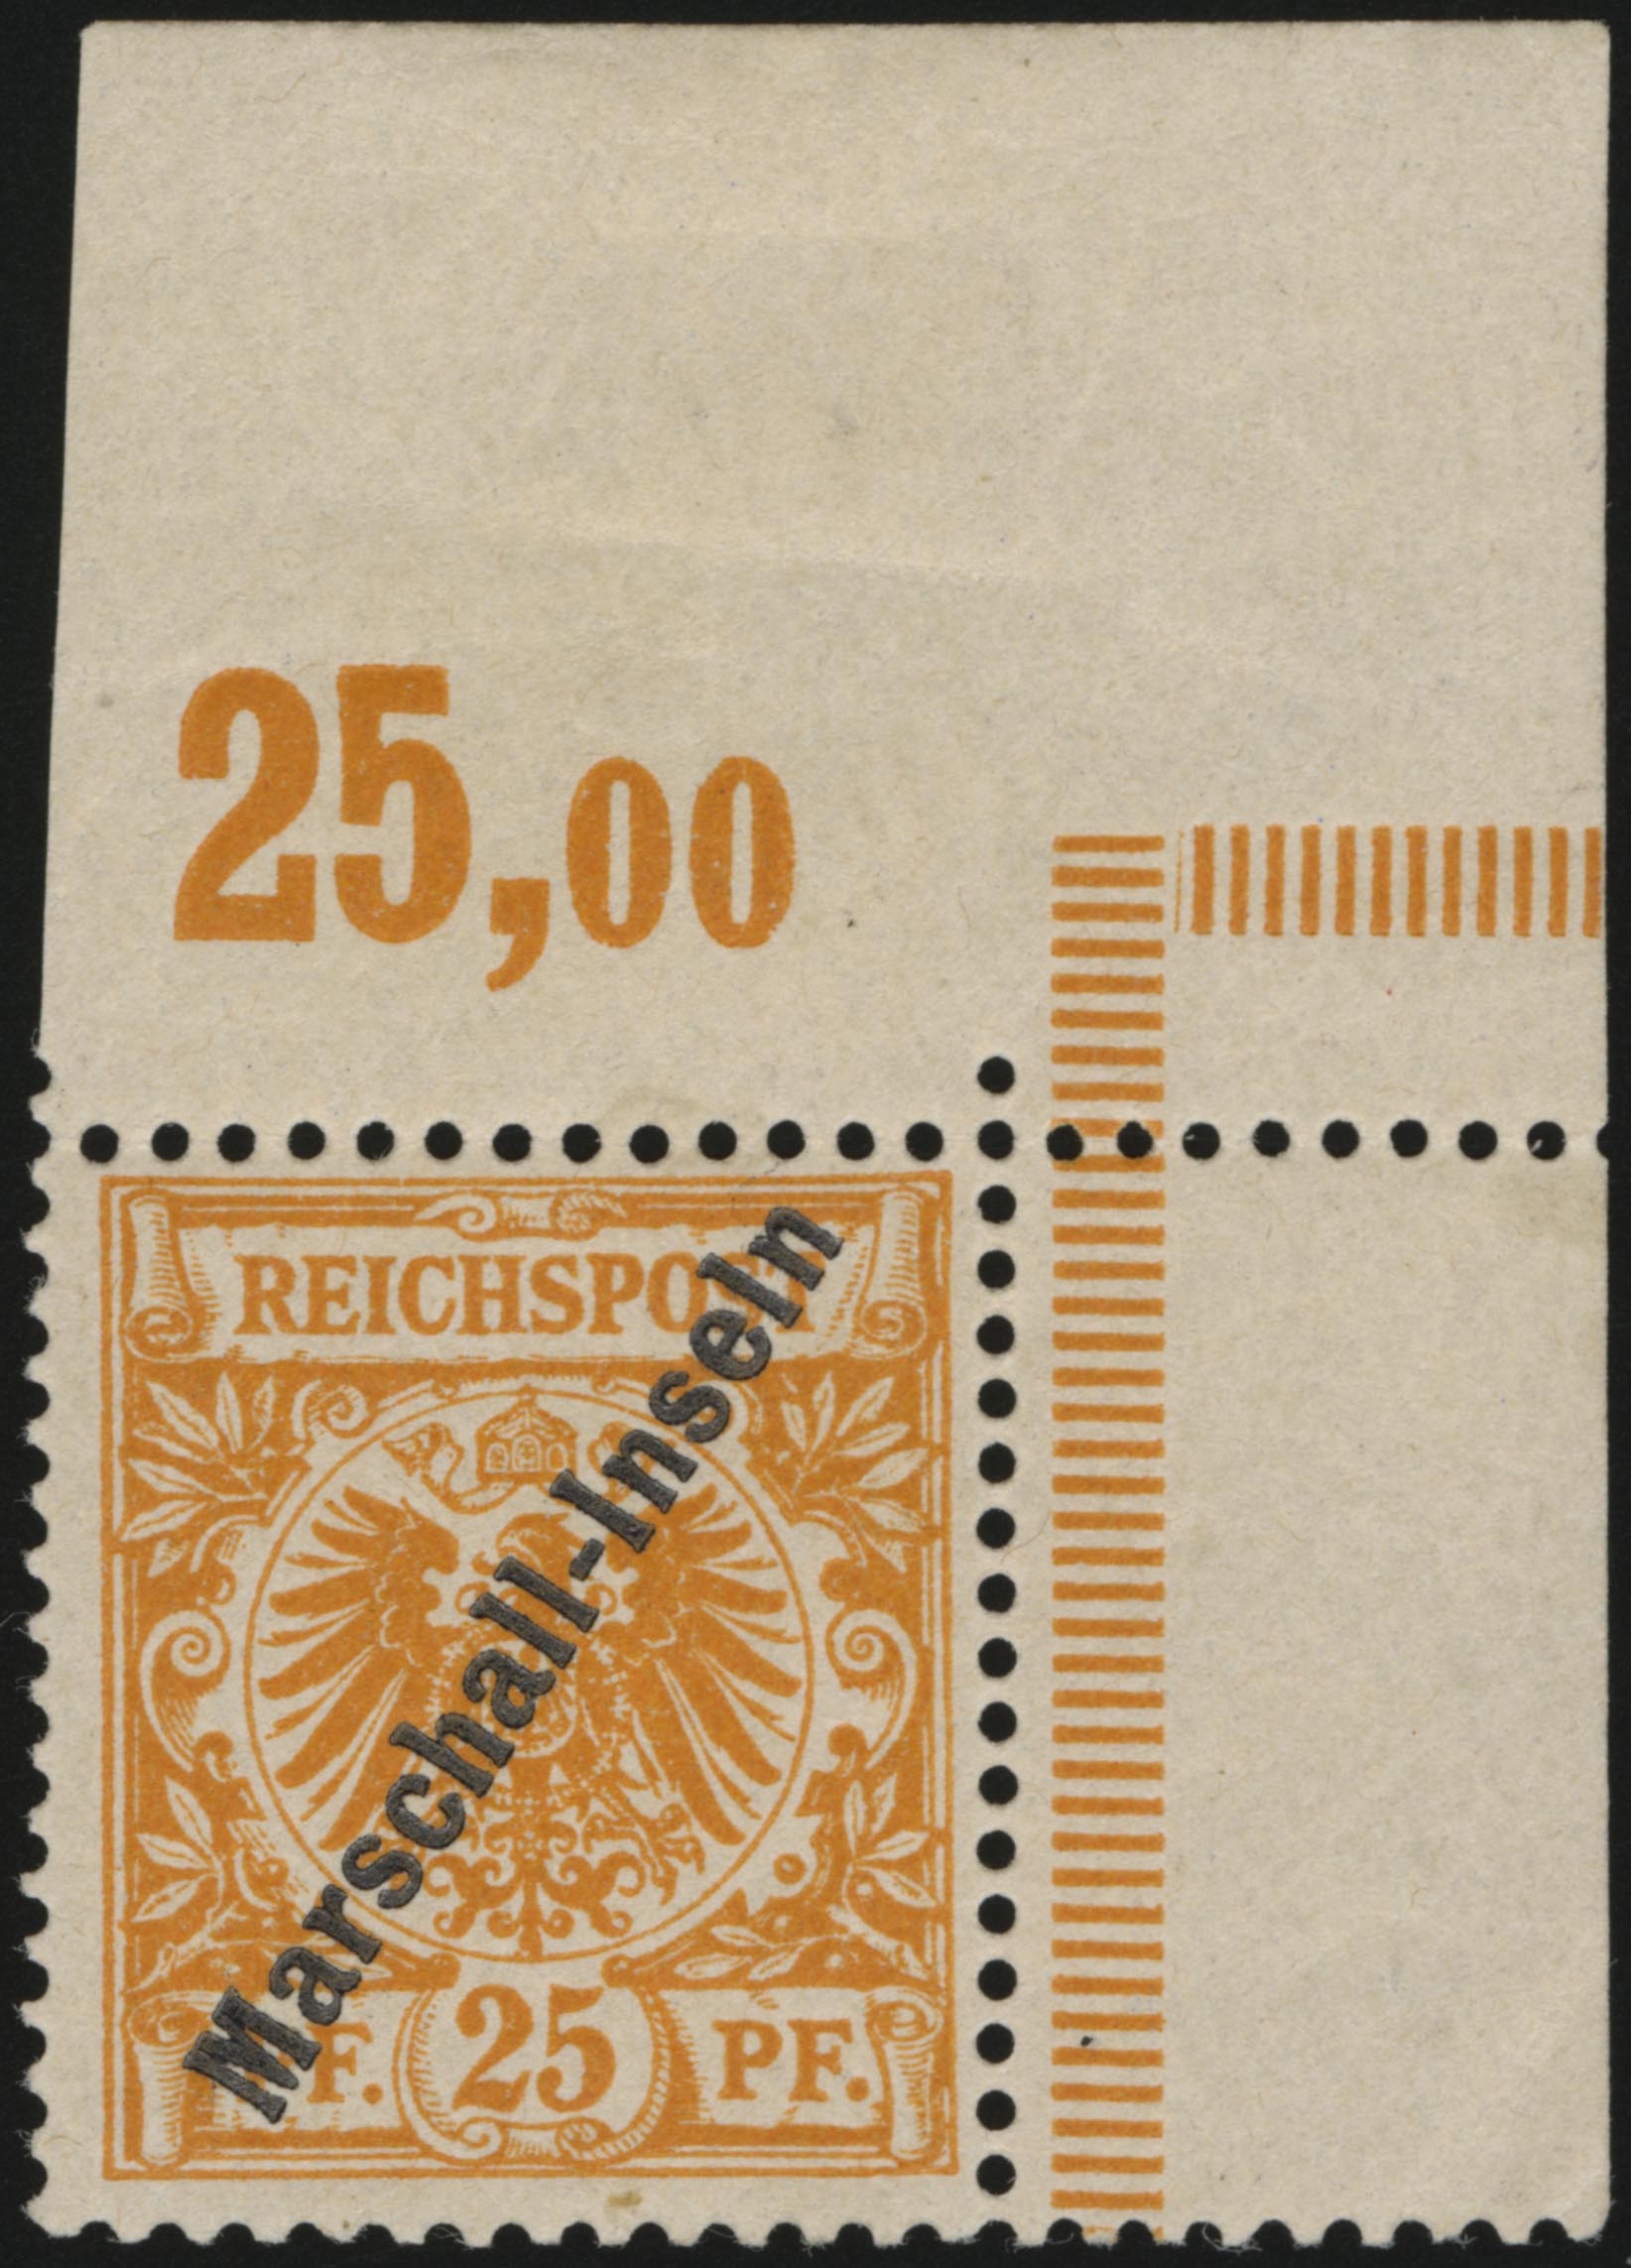 25,00
REICHSPOST
Marschall-Inseln
PF. 25 PF.